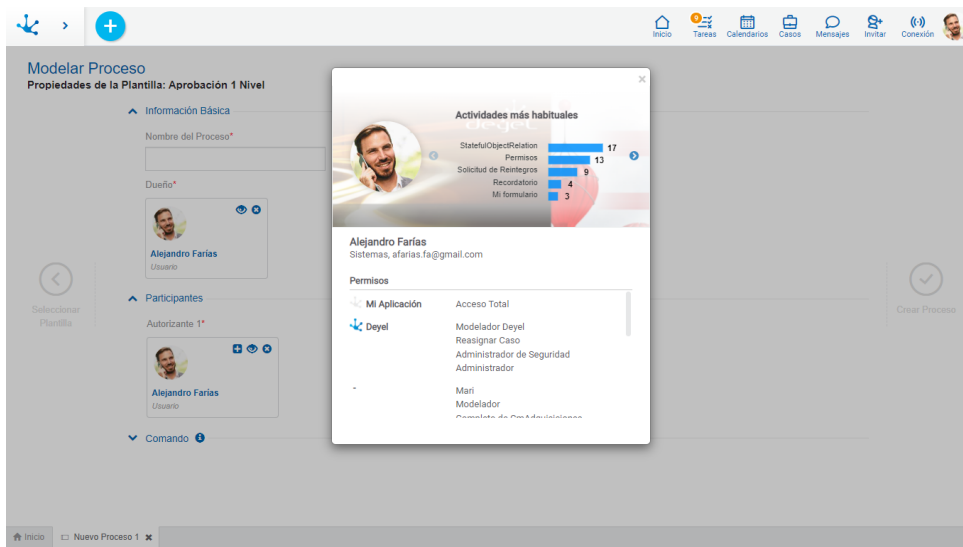 9
Inicio
Tareas
Calendarios
Casos
Mensajes
Invitar
Conexión
Modelar Proceso
Propiedades de la Plantilla: Aprobación 1 Nivel
Información Básica
Nombre del Proceso*
Dueño*
Alejandro Farías
Usuario
Participantes
Autorizante 1*
Alejandro Farías
Usuario
Comando
Seleccionar
Plantilla
Crear Proceso
×
Actividades más habituales
StatefulObjectRelation 17
Permisos 13
Solicitud de Reintegros 9
Recordatorio 4
Mi formulario 3
Alejandro Farías
Sistemas, afarias.fa@gmail.com
Permisos
Mi Aplicación Acceso Total
Deyel Modelador Deyel
Reasignar Caso
Administrador de Seguridad
Administrador
- Mari
Modelador
Inicio
Nuevo Proceso 1